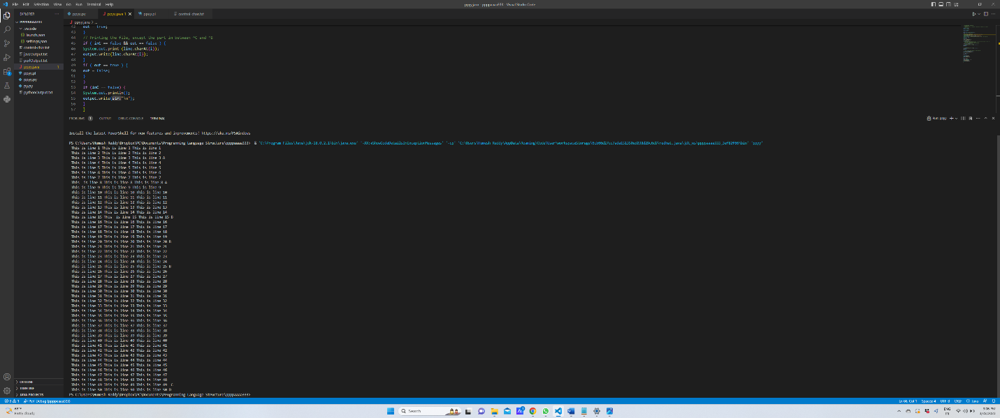 File Edit Selection View Go Run Terminal Help
ppyy.java - ppppaaaa333 - Visual Studio Code
EXPLORER
ppyy.py
ppyy.java 1
ppyy.pl
control-char.txt
PPPPAAAA333
.vscode
launch.json
settings.json
control-char.txt
javaOutput.txt
perlOutput.txt
ppyy.java 1
ppyy.pl
ppyy.py
py.py
pythonOutput.txt
ppyy.java > ...
42 out = true;
43 }
44 // Printing the file, except the part in between ^C and ^D
45 if ( inC == false && out == false ) {
46 System.out.print (line.charAt(i));
47 output.write(line.charAt(i));
48 }
49 if ( out == true ) {
50 out = false;
51 }
52 }
53 if (inC == false) {
54 System.out.println();
55 output.write(str:"\n");
56 }
57 }
PROBLEMS 1 OUTPUT DEBUG CONSOLE TERMINAL
Run: ppyy
Install the latest PowerShell for new features and improvements! https://aka.ms/PSWindows
PS C:\Users\Humesh Reddy\Dropbox\PC\Documents\Programming Language Structure\ppppaaaa333> & 'C:\Program Files\Java\jdk-18.0.2.1\bin\java.exe' '-XX:+ShowCodeDetailsInExceptionMessages' '-cp'
This is line 1 This is line 1 This is line 1
This is line 2 This is line 2 This is line 2
This is line 3 This is line 3 This is line 3 A
This is line 4 This is line 4 This is line 4
This is line 5 This is line 5 This is line 5
This is line 6 This is line 6 This is line 6
This is line 7 This is line 7 This is line 7
This  is line 8 This is line 8 This is line 8 A
This is line 9 This is line 9 This is line 9
This is line 10 This is line 10 This is line 10
This is line 11 This is line 11 This is line 11
This is line 12 This is line 12 This is line 12
This is line 13 This is line 13 This is line 13
This is line 14 This is line 14 This is line 14
This is line 15 This  is line 15 This is line 15 B
This is line 16 This is line 16 This is line 16
This is line 17 This is line 17 This is line 17
This is line 18 This is line 18 This is line 18
This is line 19 This is line 19 This is line 19
This is line 20 This is line 20 This is line 20 B
This is line 21 This is line 21 This is line 21
This is line 22 This is line 22 This is line 22
This is line 23 This is line 23 This is line 23
This is line 24 This is line 24 This is line 24
This is line 25 This is line 25 This is line 25 B
This is line 26 This is line 26 This is line 26
This is line 27 This is line 27 This is line 27
This is line 28 This is line 28 This is line 28
This is line 29 This is line 29 This is line 29
This is line 30 This is line 30 This is line 30
This is line 31 This is line 31 This is line 31
This is line 32 This is line 32 This is line 32
This is line 33 This is line 33 This is line 33
This is line 34 This is line 34 This is line 34
This is line 35 This is line 35 This is line 35
This is line 36 This is line 36 This is line 36
This is line 37 This is line 37 This is line 37
This is line 38 This is line 38 This is line 38
This is line 39 This is line 39 This is line 39
This is line 40 This is line 40 This is line 40
This is line 41 This is line 41 This is line 41
This is line 42 This is line 42 This is line 42
This is line 43 This is line 43 This is line 43
This is line 44 This is line 44 This is line 44
This is line 45 This is line 45 This is line 45
This is line 46 This is line 46 This is line 46
This is line 47 This is line 47 This is line 47
This is line 48 This is line 48 This is line 48
This is line 49 This is line 49 This is line 49  C
This is line 50 This is line 50 This is line 50 D
PS C:\Users\Humesh Reddy\Dropbox\PC\Documents\Programming Language Structure\ppppaaaa333>
OUTLINE
TIMELINE
JAVA PROJECTS
0 1 Perl Debug (ppppaaaa333)
Ln 66, Col 1 Spaces: 4 UTF-8 CRLF {} Java
Partly cloudy
Search
ENG
IN
3:06 PM